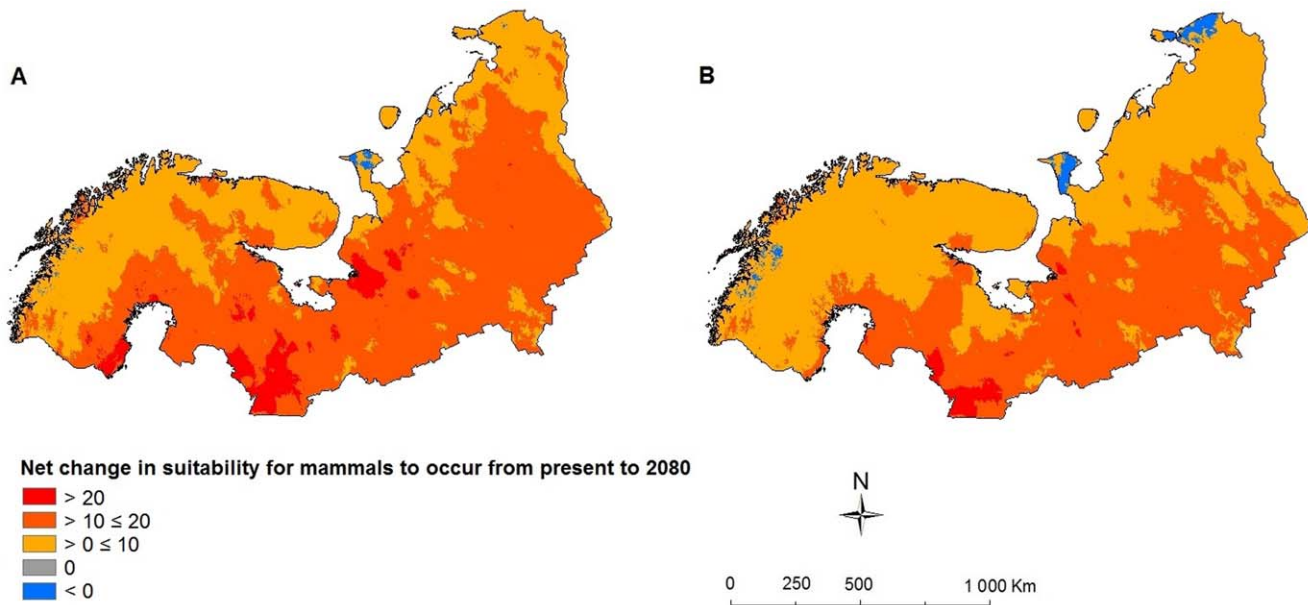 A
B
Net change in suitability for mammals to occur from present to 2080
> 20
> 10 ≤ 20
> 0 ≤ 10
0
< 0
N
0 250 500 1 000 Km